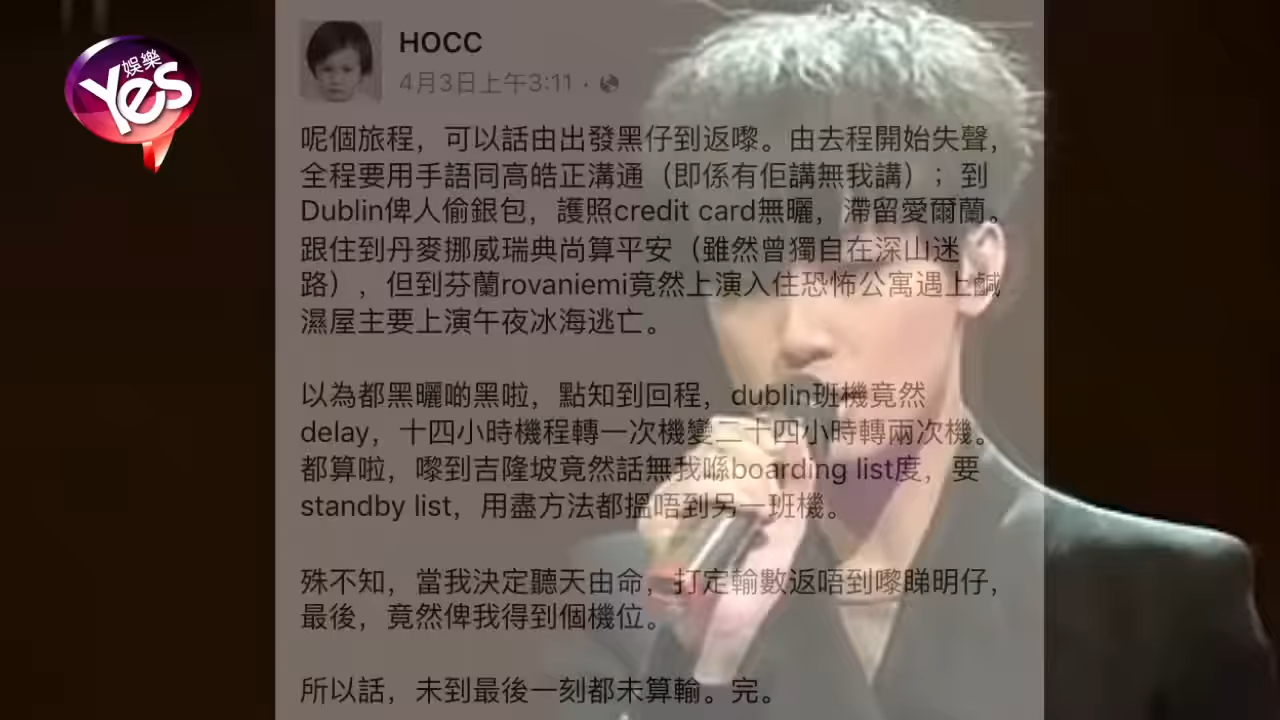 娛樂
Yes
HOCC
4月3日上午3:11 ·
呢個旅程，可以話由出發黑仔到返嚟。由去程開始失聲，
全程要用手語同高皓正溝通（即係有佢講無我講）；到
Dublin俾人偷銀包，護照credit card無曬，滯留愛爾蘭。
跟住到丹麥挪威瑞典尚算平安（雖然曾獨自在深山迷
路），但到芬蘭rovaniemi竟然上演入住恐怖公寓遇上鹹
濕屋主要上演午夜冰海逃亡。
以為都黑曬啲黑啦，點知到回程，dublin班機竟然
delay，十四小時機程轉一次機變二十四小時轉兩次機。
都算啦，嚟到吉隆坡竟然話無我喺boarding list度，要
standby list，用盡方法都搵唔到另一班機。
殊不知，當我決定聽天由命，打定輸數返唔到嚟睇明仔，
最後，竟然俾我得到個機位。
所以話，未到最後一刻都未算輸。完。